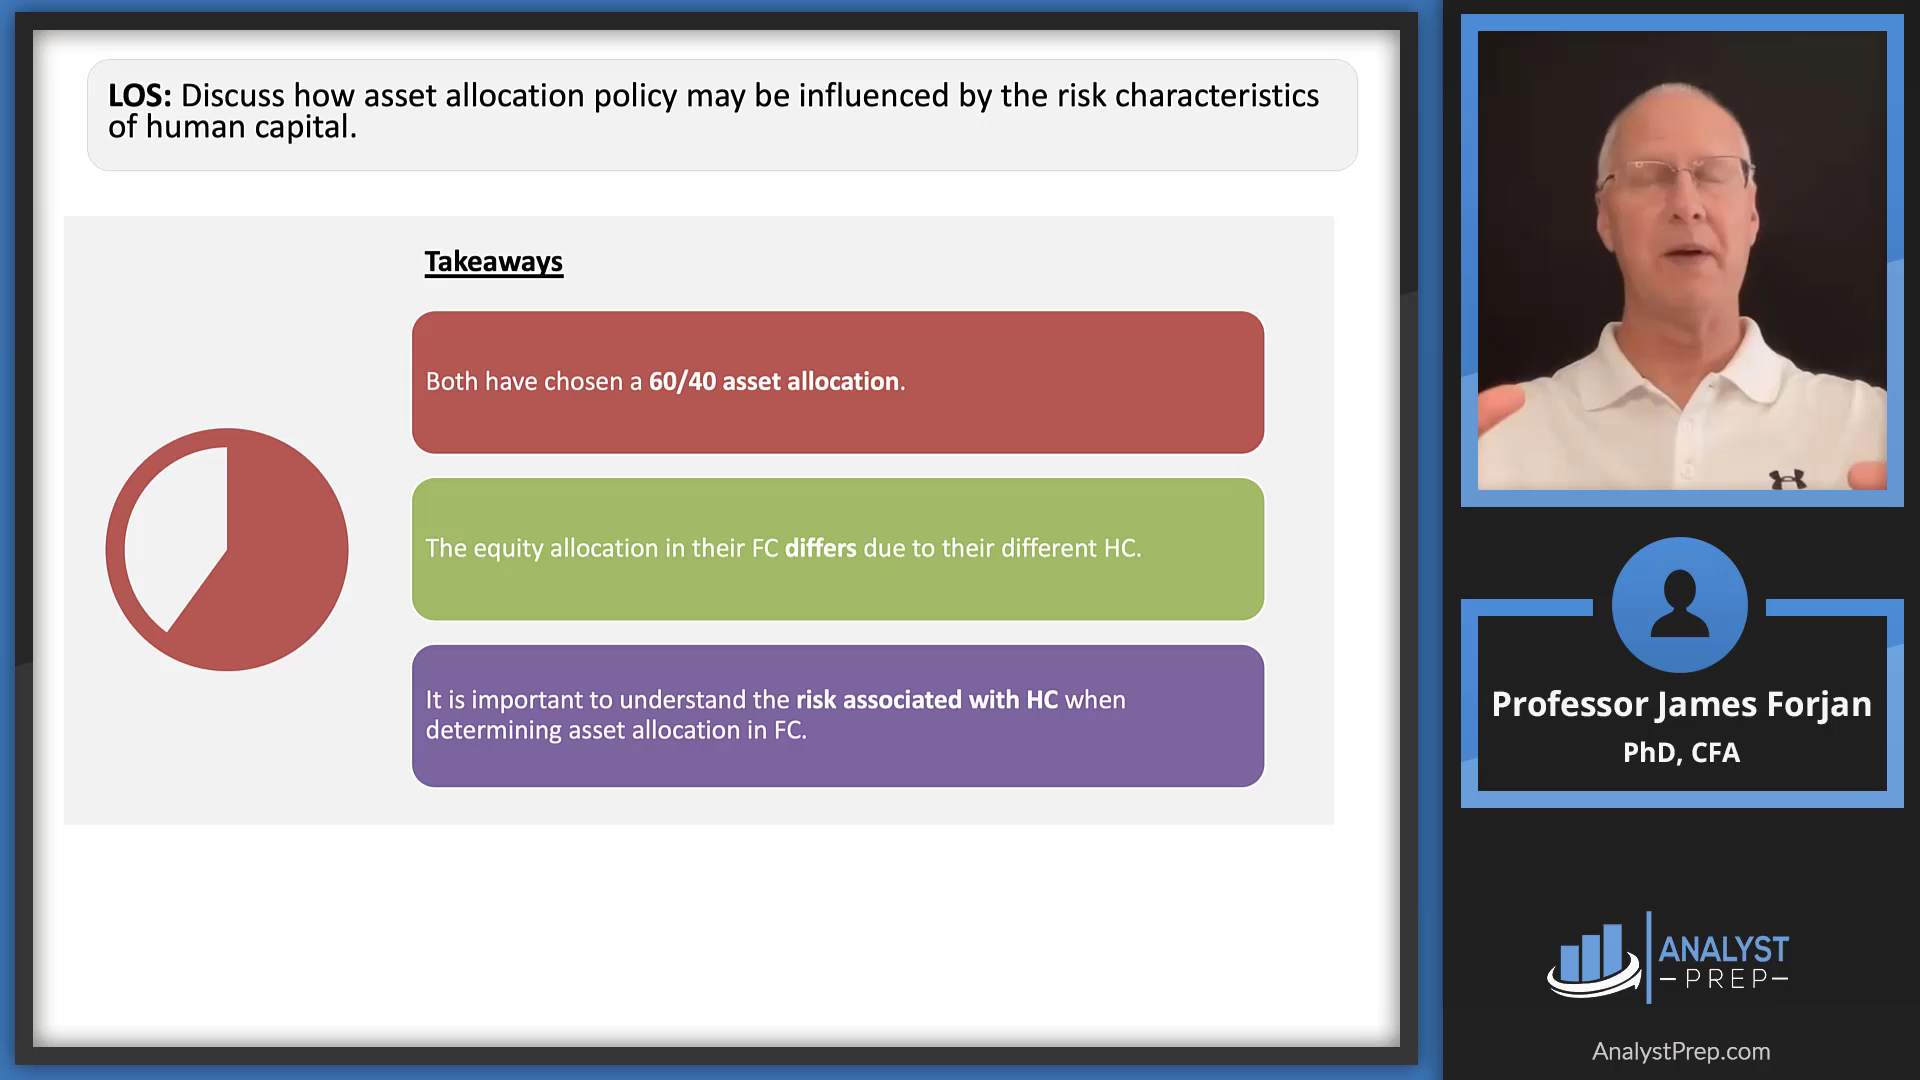 LOS: Discuss how asset allocation policy may be influenced by the risk characteristics
of human capital.
Takeaways
Both have chosen a 60/40 asset allocation.
The equity allocation in their FC differs due to their different HC.
It is important to understand the risk associated with HC when
determining asset allocation in FC.
Professor James Forjan
PhD, CFA
ANALYST
PREP
AnalystPrep.com